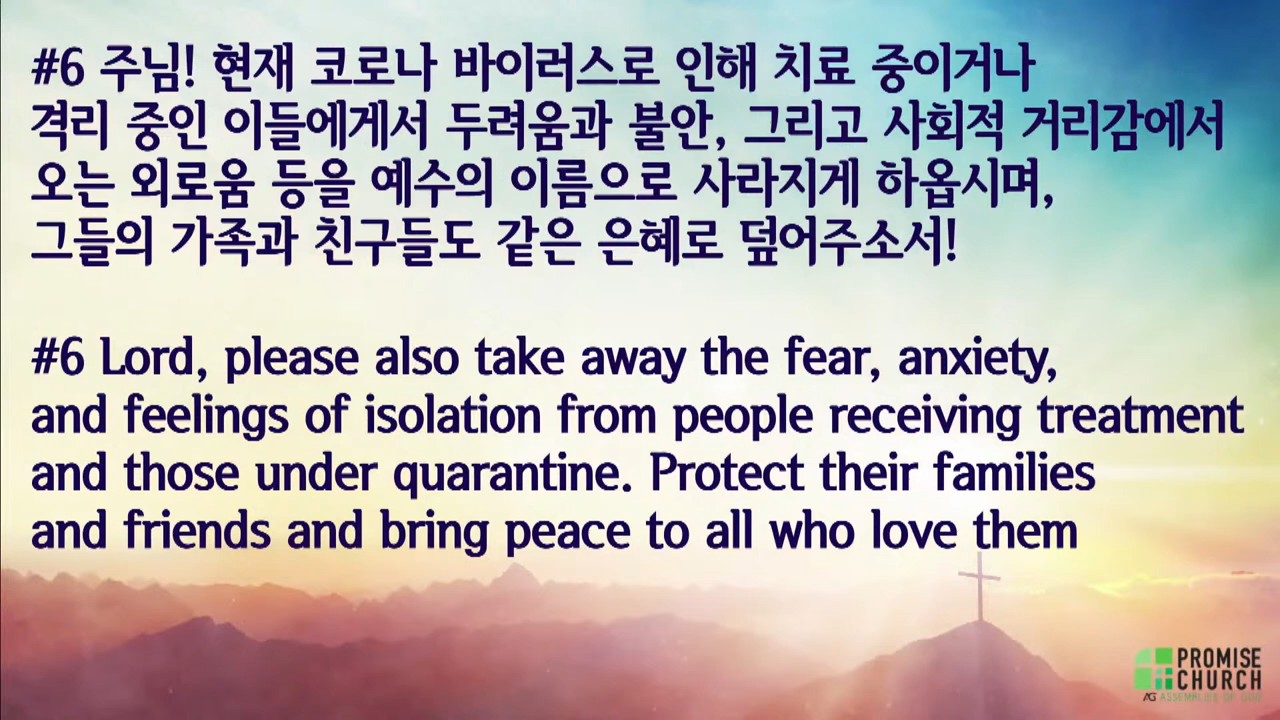 #6 주님! 현재 코로나 바이러스로 인해 치료 중이거나
격리 중인 이들에게서 두려움과 불안, 그리고 사회적 거리감에서
오는 외로움 등을 예수의 이름으로 사라지게 하옵시며,
그들의 가족과 친구들도 같은 은혜로 덮어주소서!
#6 Lord, please also take away the fear, anxiety,
and feelings of isolation from people receiving treatment
and those under quarantine. Protect their families
and friends and bring peace to all who love them
PROMISE
CHURCH
AG ASSEMBLIES OF GOD